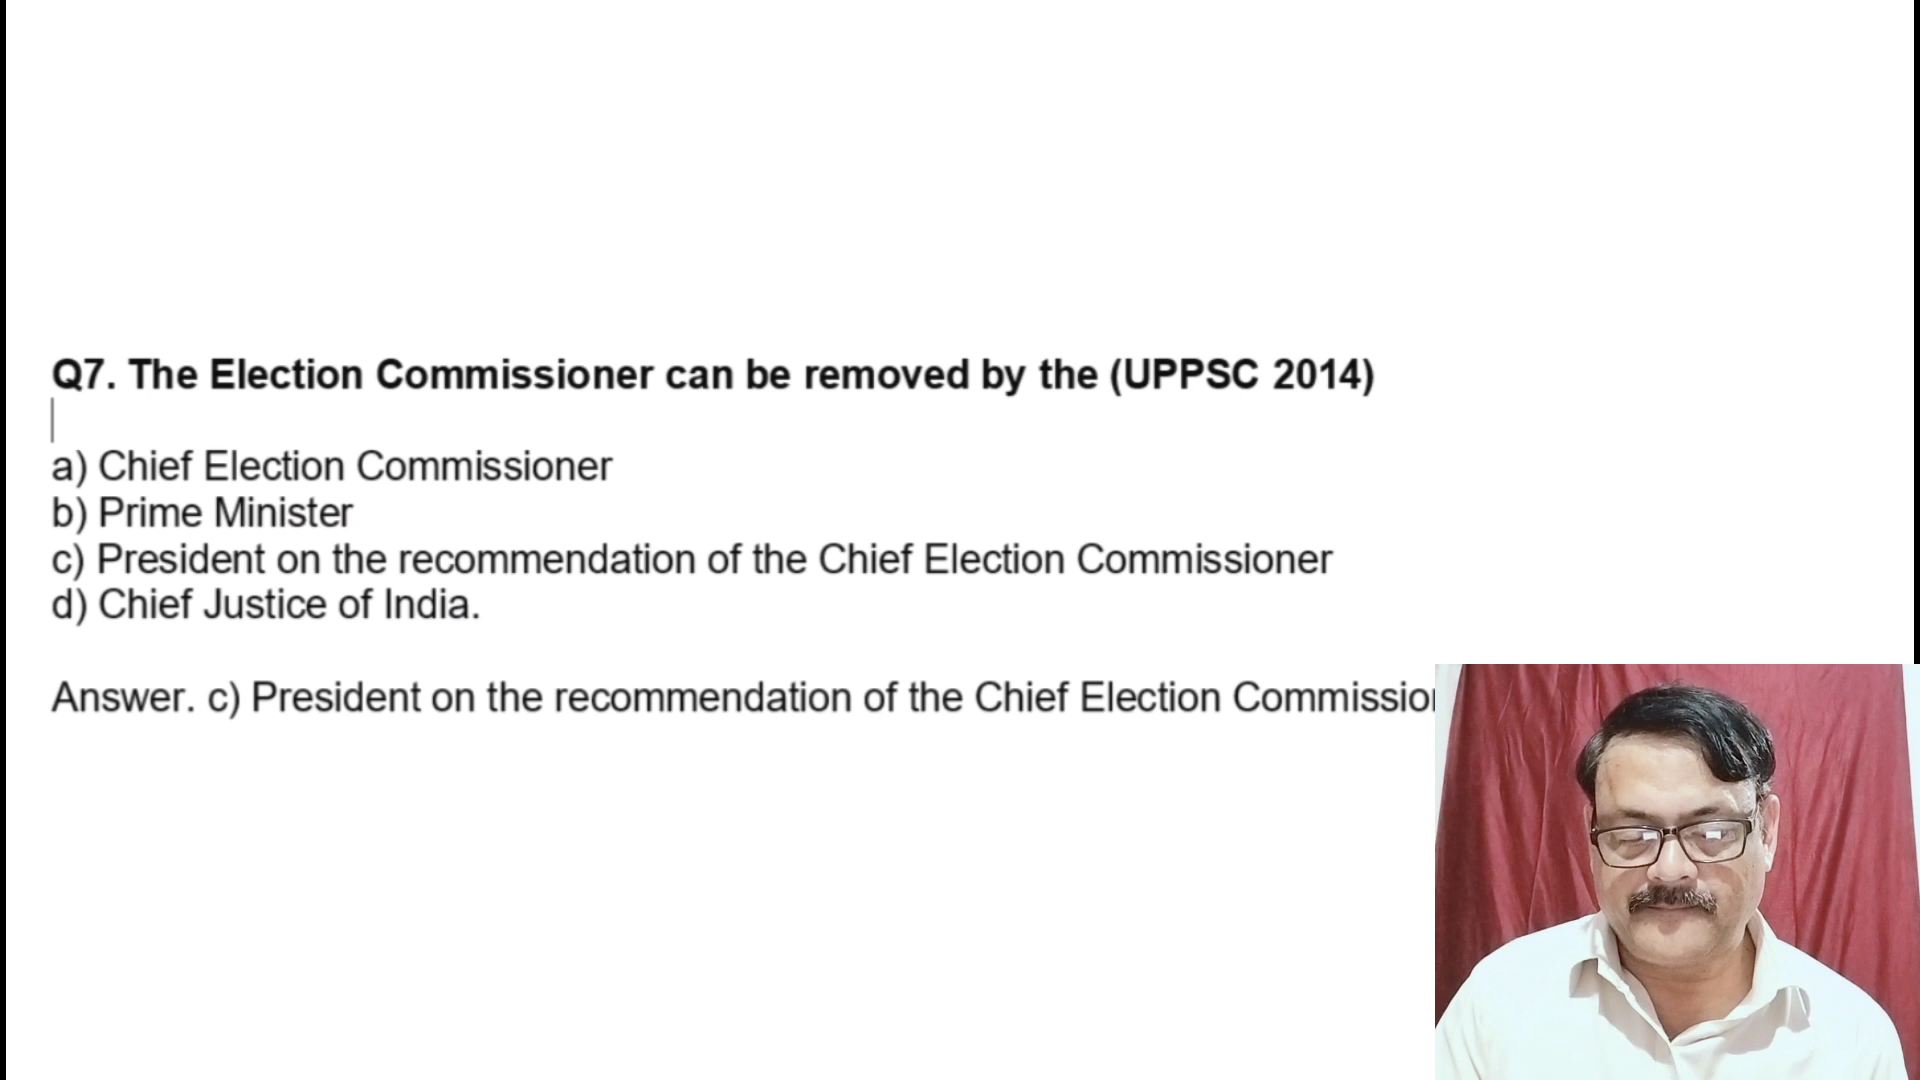 Q7. The Election Commissioner can be removed by the (UPPSC 2014)
a) Chief Election Commissioner
b) Prime Minister
c) President on the recommendation of the Chief Election Commissioner
d) Chief Justice of India.
Answer. c) President on the recommendation of the Chief Election